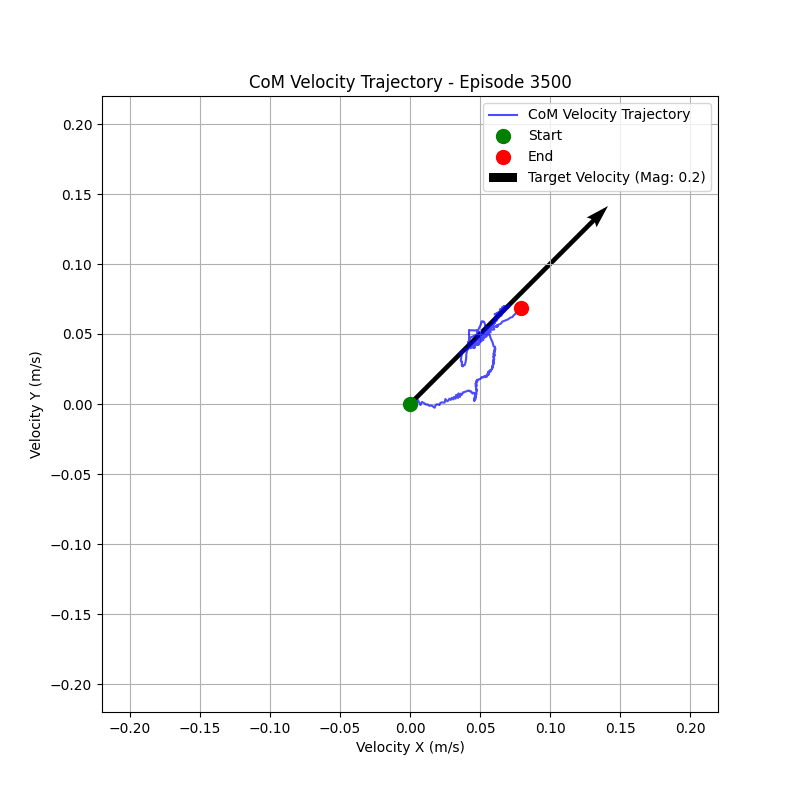 CoM Velocity Trajectory - Episode 3500
CoM Velocity Trajectory
Start
End
Target Velocity (Mag: 0.2)
0.20
0.15
0.10
0.05
0.00
−0.05
−0.10
−0.15
−0.20
Velocity Y (m/s)
−0.20 −0.15 −0.10 −0.05 0.00 0.05 0.10 0.15 0.20
Velocity X (m/s)